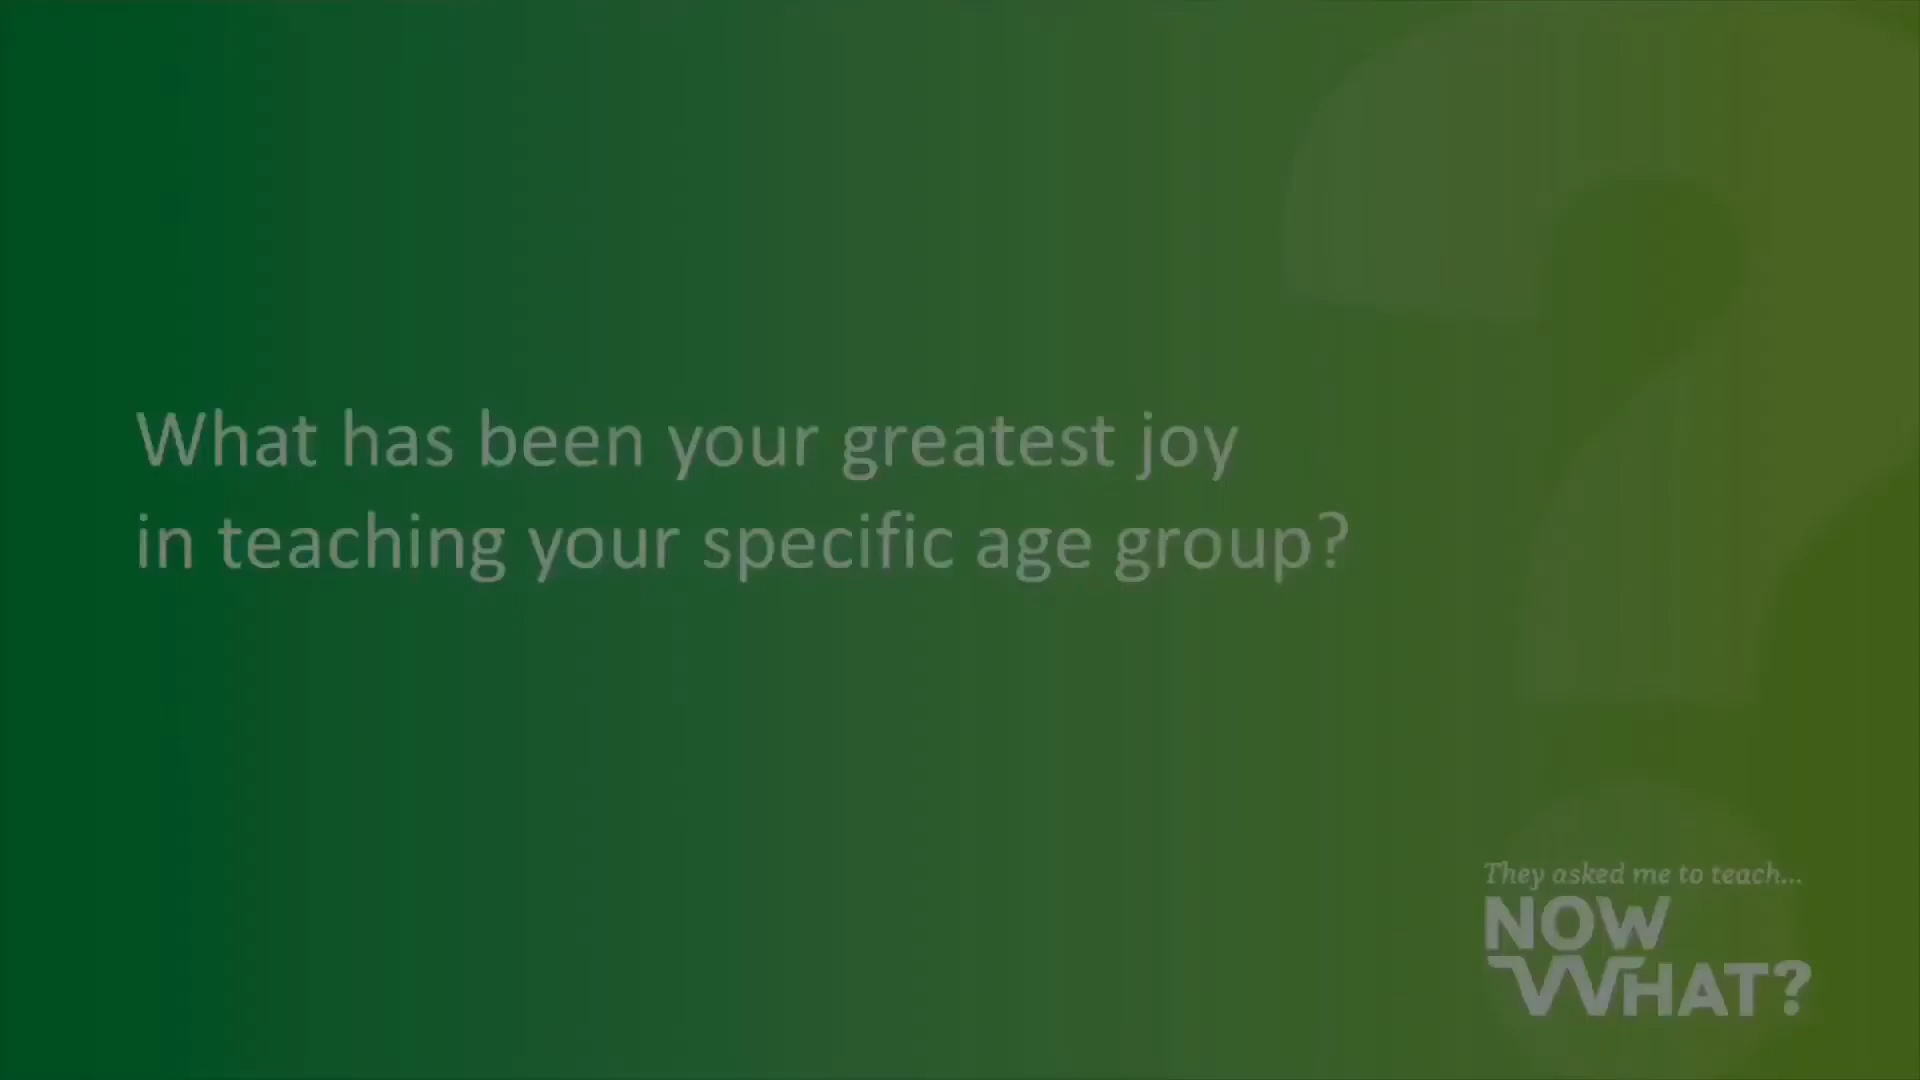 What has been your greatest joy
in teaching your specific age group?
They asked me to teach...
NOW
WHAT?